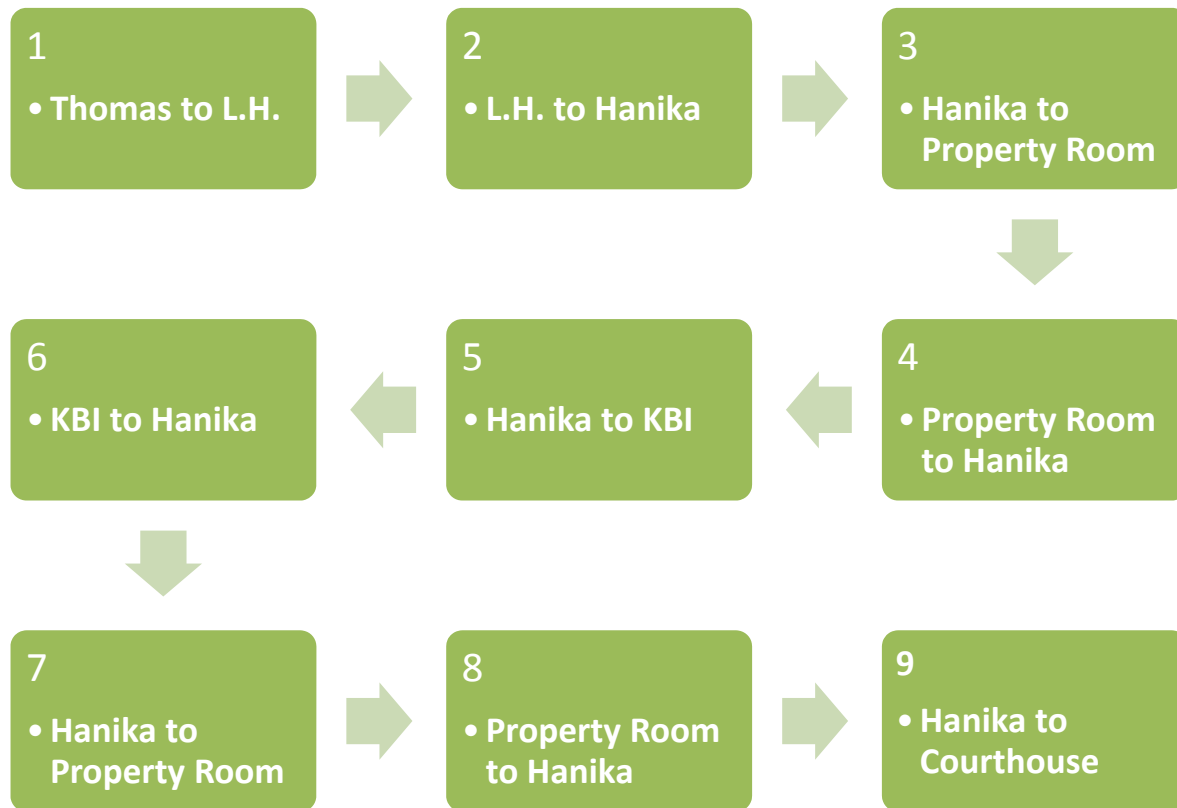 1
• Thomas to L.H.
2
• L.H. to Hanika
3
• Hanika to
Property Room
4
• Property Room
to Hanika
5
• Hanika to KBI
6
• KBI to Hanika
7
• Hanika to
Property Room
8
• Property Room
to Hanika
9
• Hanika to
Courthouse